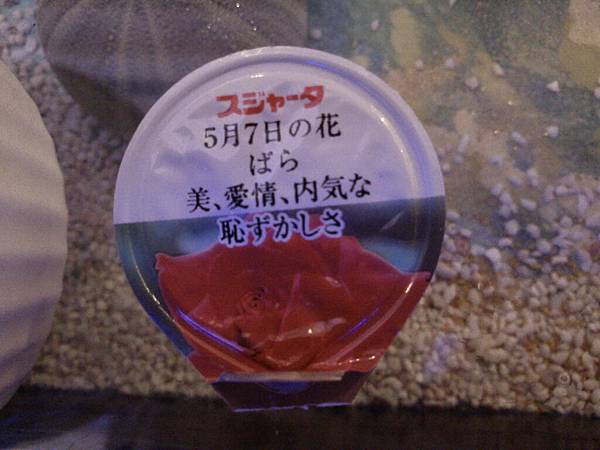 スジャータ
5月7日の花
ばら
美、愛情、内気な
恥ずかしさ